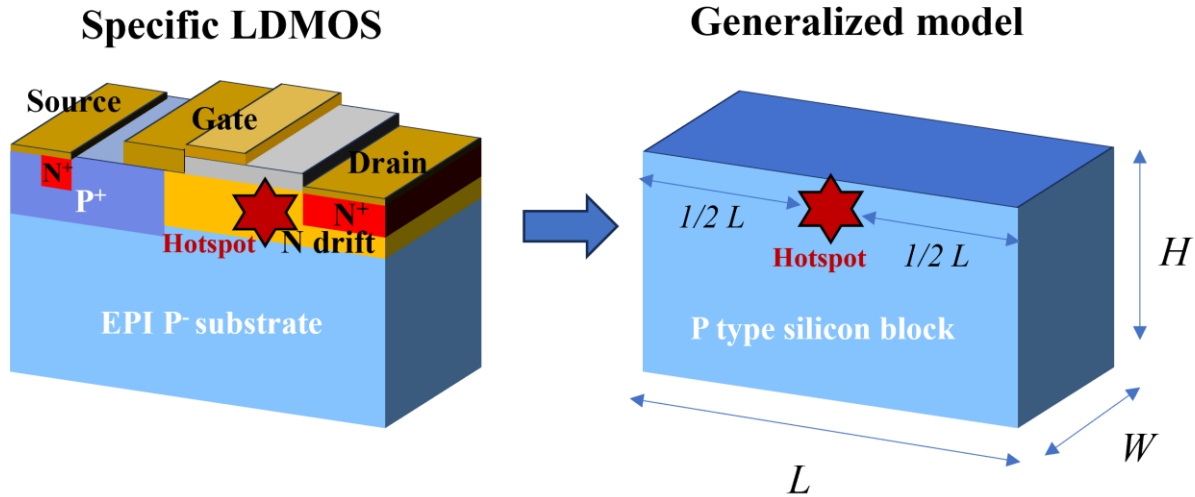 Specific LDMOS
Generalized model
Source
Gate
Drain
N+
P+
N+
Hotspot
N drift
EPI P- substrate
1/2 L
1/2 L
Hotspot
P type silicon block
H
W
L